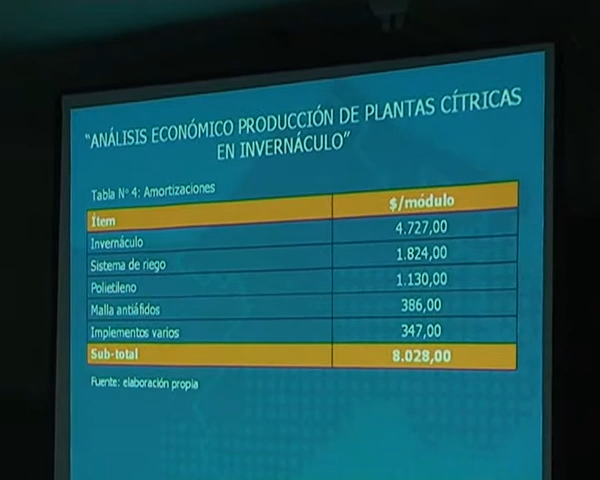 "ANÁLISIS ECONÓMICO PRODUCCIÓN DE PLANTAS CÍTRICAS
EN INVERNÁCULO"
Tabla Nº 4: Amortizaciones
Ítem $/módulo
Invernáculo 4.727,00
Sistema de riego 1.824,00
Polietileno 1.130,00
Malla antiáfidos 386,00
Implementos varios 347,00
Sub-total 8.028,00
Fuente: elaboración propia